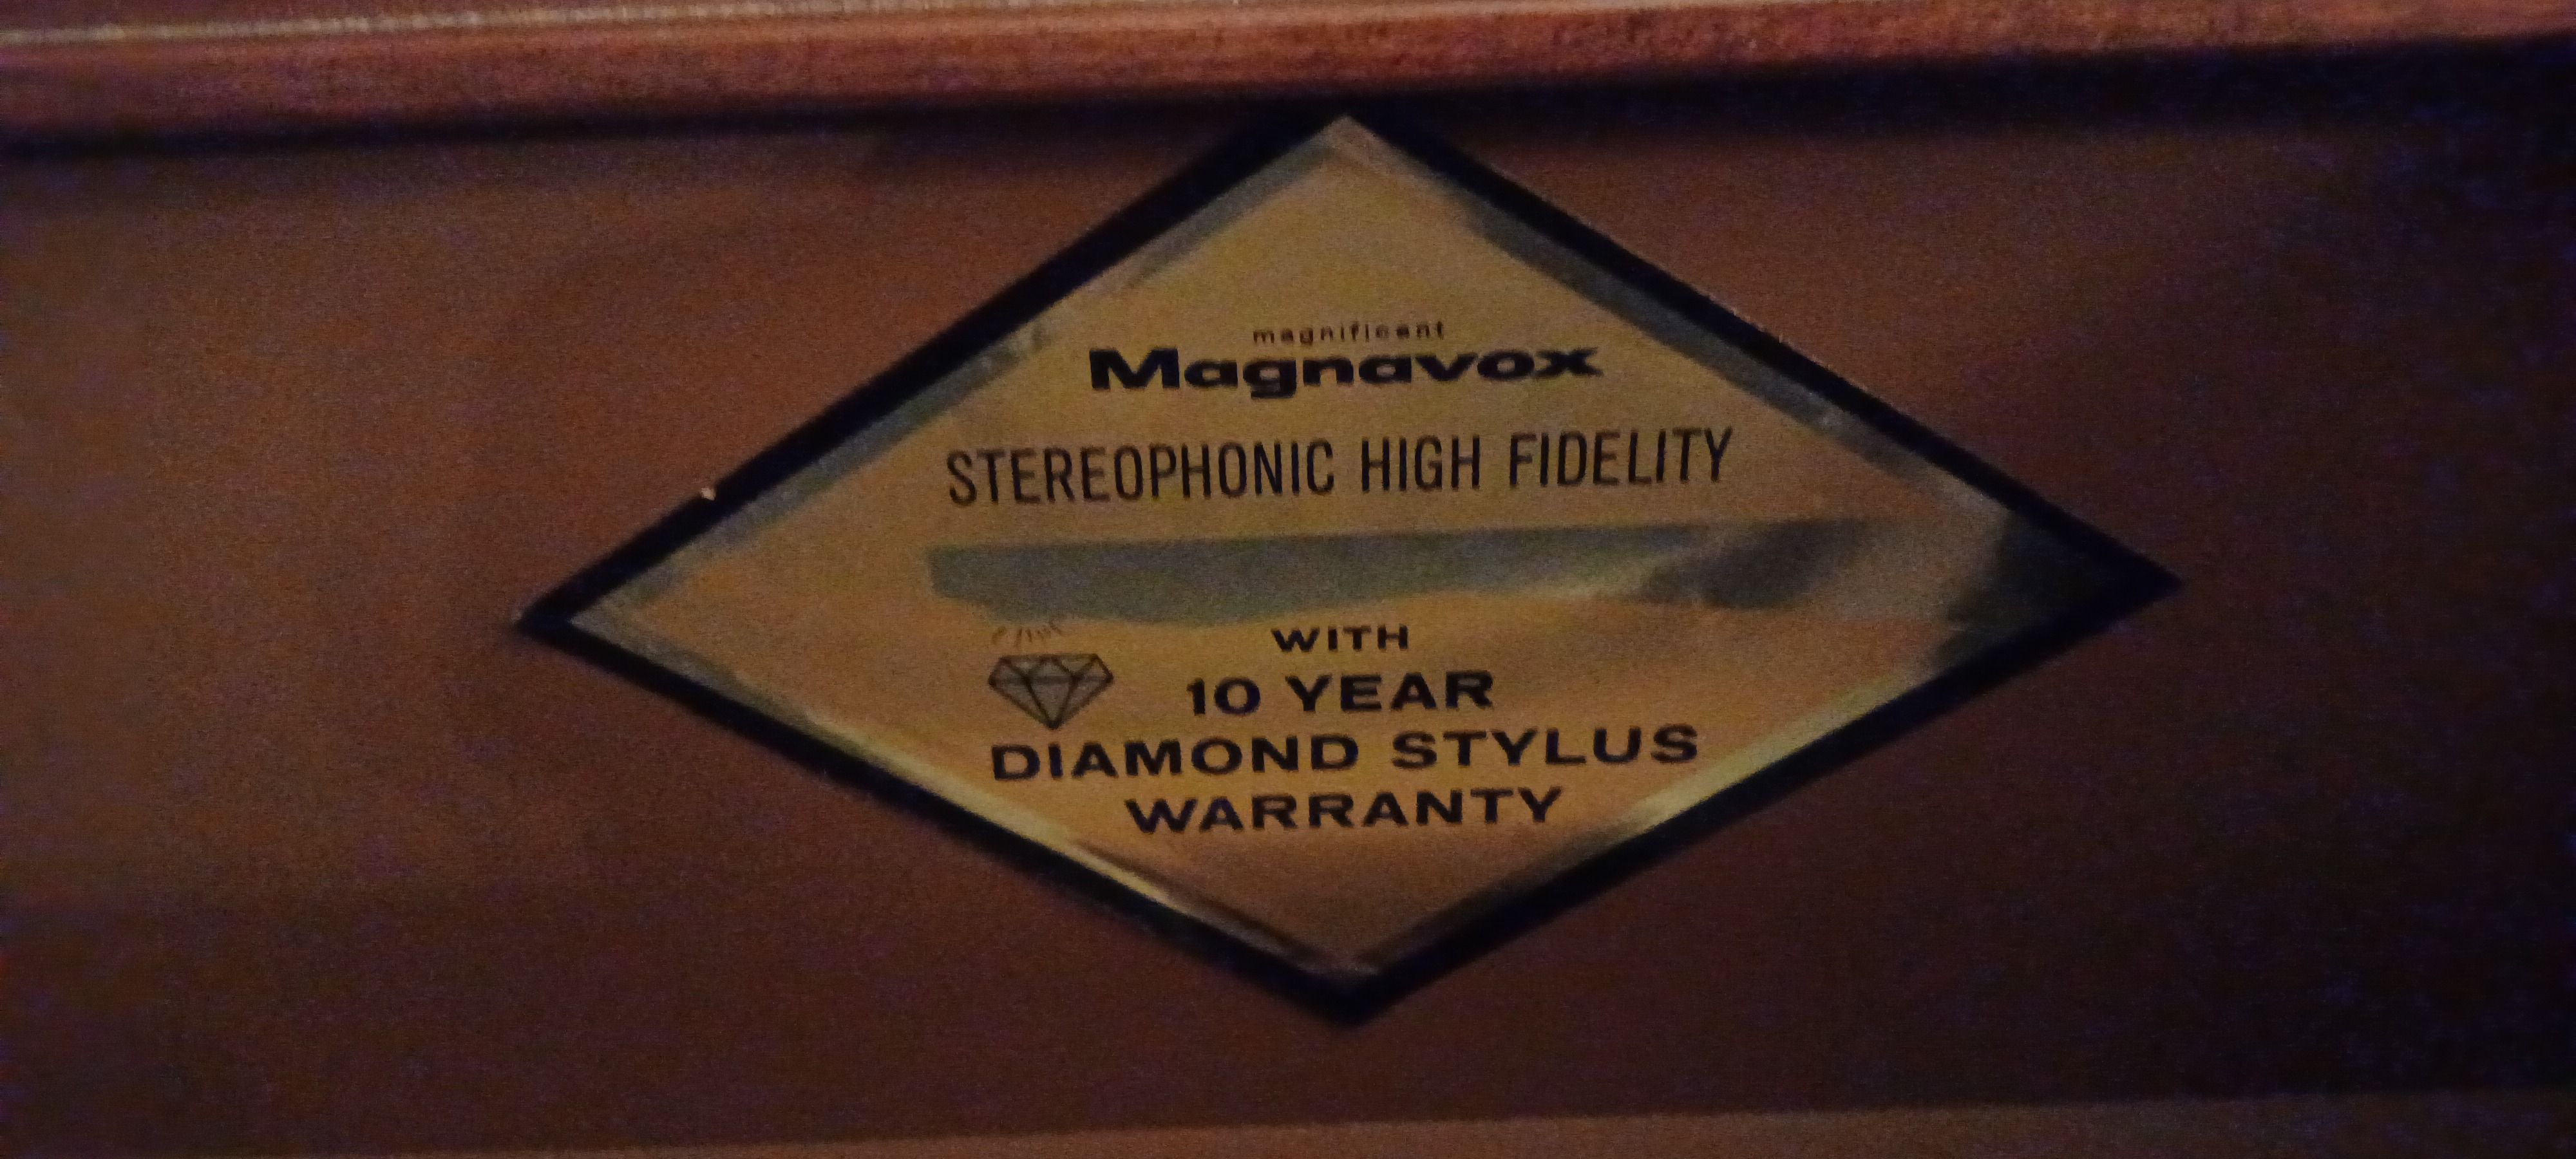 magnificent
Magnavox
STEREOPHONIC HIGH FIDELITY
WITH
10 YEAR
DIAMOND STYLUS
WARRANTY